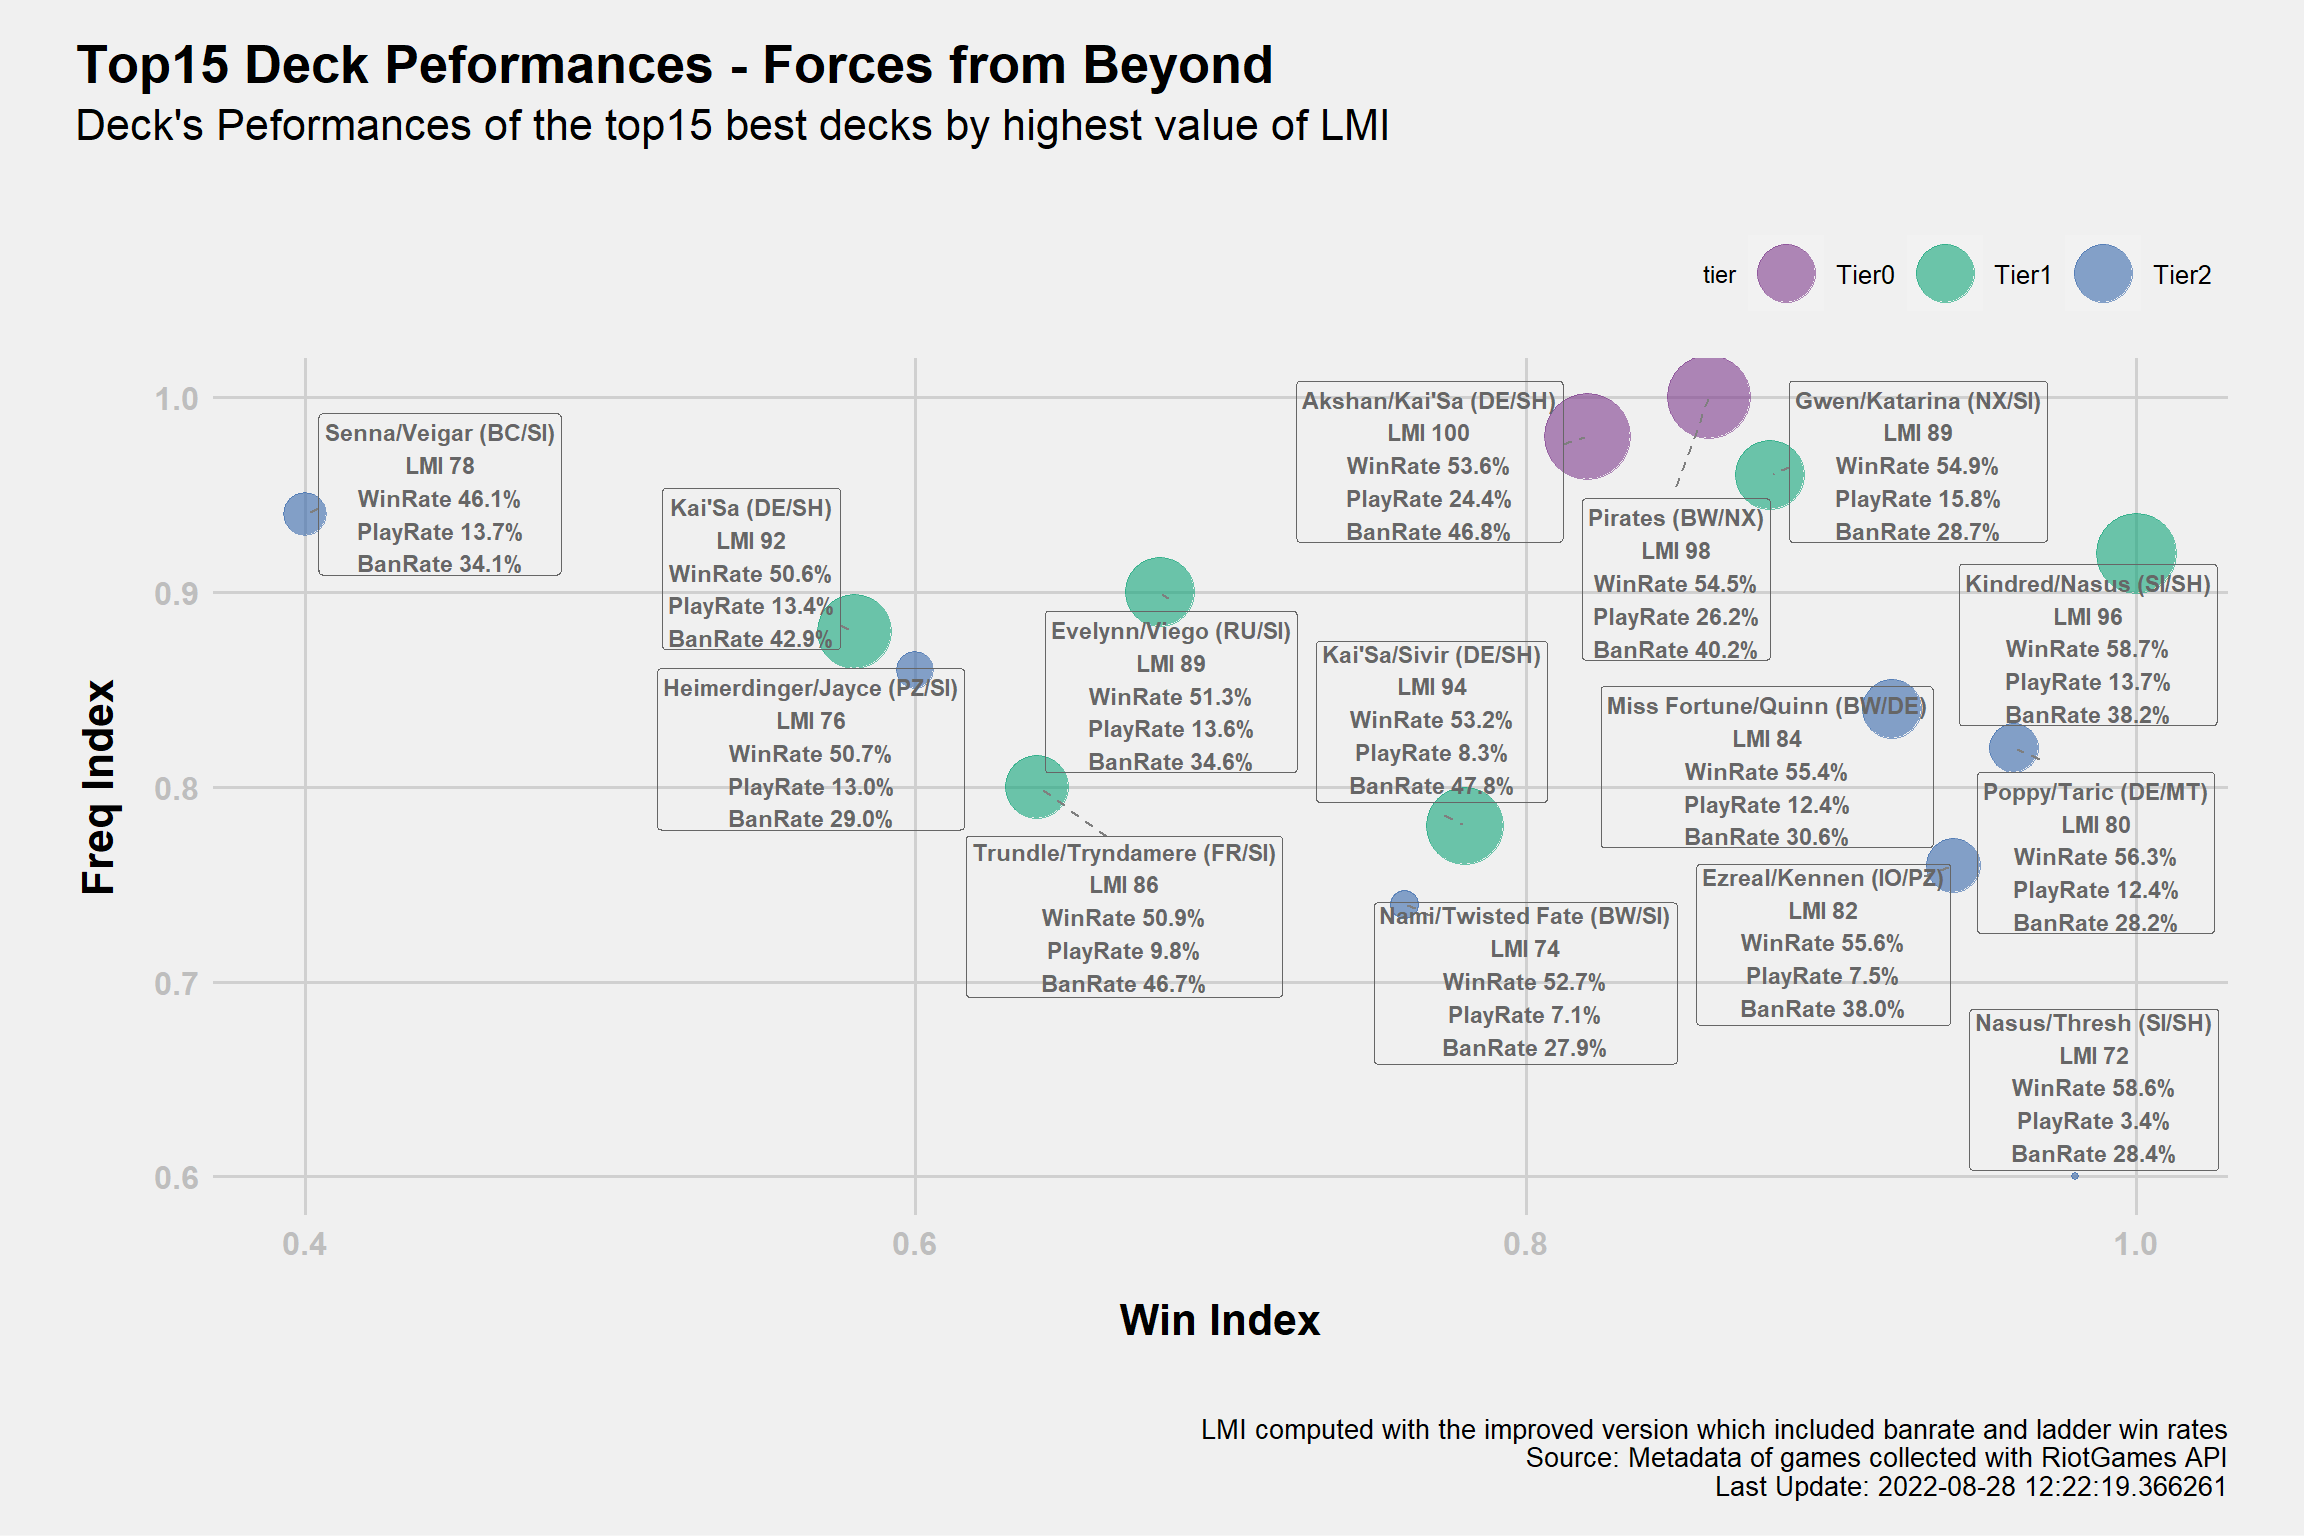 Top15 Deck Peformances - Forces from Beyond
Deck's Peformances of the top15 best decks by highest value of LMI
tier Tier0 Tier1 Tier2
Freq Index
1.0
0.9
0.8
0.7
0.6
Senna/Veigar (BC/SI)
LMI 78
WinRate 46.1%
PlayRate 13.7%
BanRate 34.1%
Kai'Sa (DE/SH)
LMI 92
WinRate 50.6%
PlayRate 13.4%
BanRate 42.9%
Heimerdinger/Jayce (PZ/SI)
LMI 76
WinRate 50.7%
PlayRate 13.0%
BanRate 29.0%
Evelynn/Viego (RU/SI)
LMI 89
WinRate 51.3%
PlayRate 13.6%
BanRate 34.6%
Trundle/Tryndamere (FR/SI)
LMI 86
WinRate 50.9%
PlayRate 9.8%
BanRate 46.7%
Akshan/Kai'Sa (DE/SH)
LMI 100
WinRate 53.6%
PlayRate 24.4%
BanRate 46.8%
Kai'Sa/Sivir (DE/SH)
LMI 94
WinRate 53.2%
PlayRate 8.3%
BanRate 47.8%
Nami/Twisted Fate (BW/SI)
LMI 74
WinRate 52.7%
PlayRate 7.1%
BanRate 27.9%
Pirates (BW/NX)
LMI 98
WinRate 54.5%
PlayRate 26.2%
BanRate 40.2%
Gwen/Katarina (NX/SI)
LMI 89
WinRate 54.9%
PlayRate 15.8%
BanRate 28.7%
Miss Fortune/Quinn (BW/DE)
LMI 84
WinRate 55.4%
PlayRate 12.4%
BanRate 30.6%
Ezreal/Kennen (IO/PZ)
LMI 82
WinRate 55.6%
PlayRate 7.5%
BanRate 38.0%
Kindred/Nasus (SI/SH)
LMI 96
WinRate 58.7%
PlayRate 13.7%
BanRate 38.2%
Poppy/Taric (DE/MT)
LMI 80
WinRate 56.3%
PlayRate 12.4%
BanRate 28.2%
Nasus/Thresh (SI/SH)
LMI 72
WinRate 58.6%
PlayRate 3.4%
BanRate 28.4%
0.4 0.6 0.8 1.0
Win Index
LMI computed with the improved version which included banrate and ladder win rates
Source: Metadata of games collected with RiotGames API
Last Update: 2022-08-28 12:22:19.366261